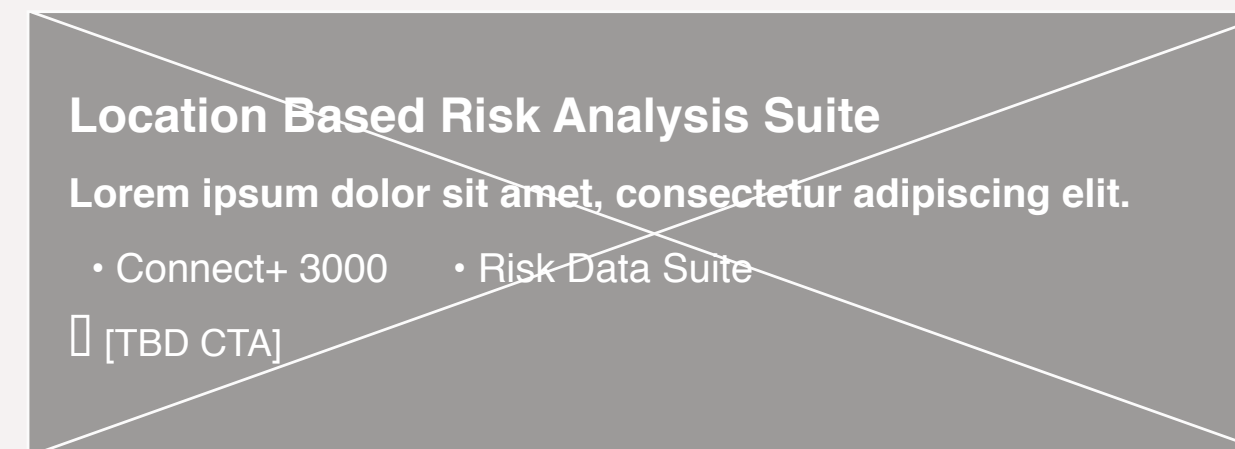 Location Based Risk Analysis Suite
Lorem ipsum dolor sit amet, consectetur adipiscing elit.
• Connect+ 3000 • Risk Data Suite
[TBD CTA]